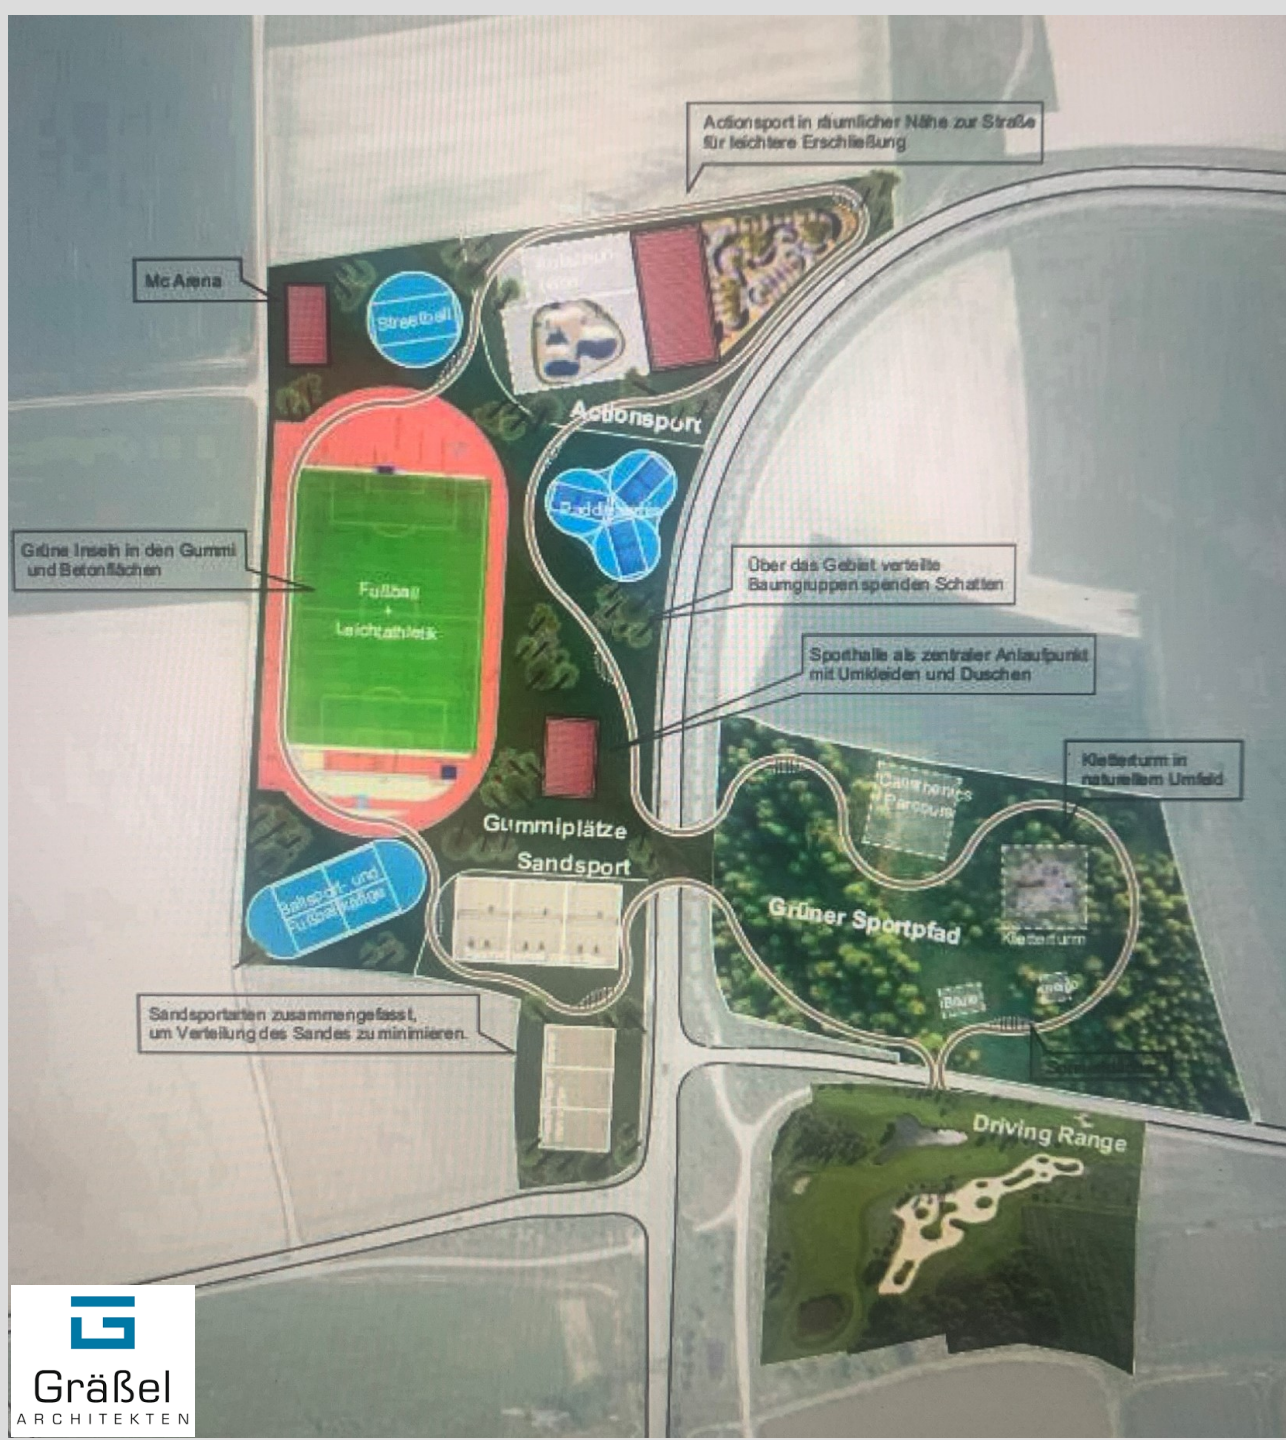 Actionsport in räumlicher Nähe zur Straße
für leichtere Erschließung
Mc Arena
Streetball
Actionsport
Grüne Inseln in den Gummi
und Betonflächen
Fußball
+
Leichtathletik
Über das Gebiet verteilte
Baumgruppen spenden Schatten
Sporthalle als zentraler Anlaufpunkt
mit Umkleiden und Duschen
Kletterturm in
naturellem Umfeld
Calisthenics
Parcours
Gummiplätze
Sandsport
Ballsport- und
Fußballkäfige
Grüner Sportpfad
Kletterturm
Boule
Sandsportarten zusammengefasst,
um Verteilung des Sandes zu minimieren.
Driving Range
G
Gräßel
ARCHITEKTEN